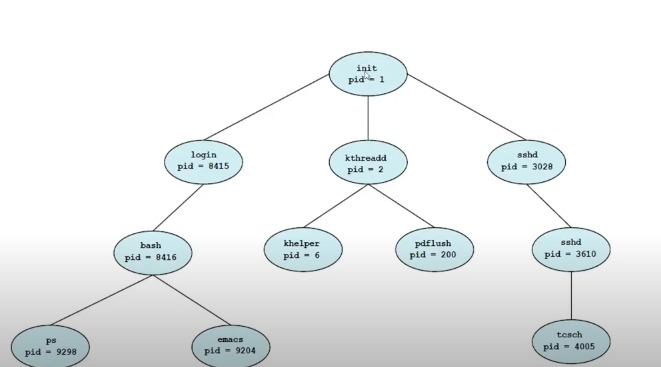 init
pid = 1
login
pid = 8415
kthreadd
pid = 2
sshd
pid = 3028
bash
pid = 8416
khelper
pid = 6
pdflush
pid = 200
sshd
pid = 3610
ps
pid = 9298
emacs
pid = 9204
tcsch
pid = 4005